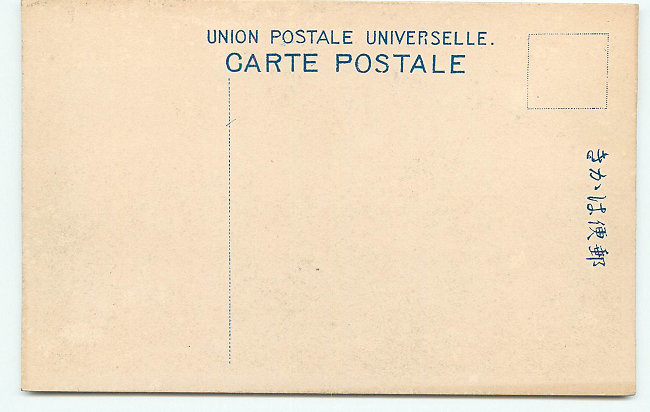 UNION POSTALE UNIVERSELLE.
CARTE POSTALE
郵便はかき